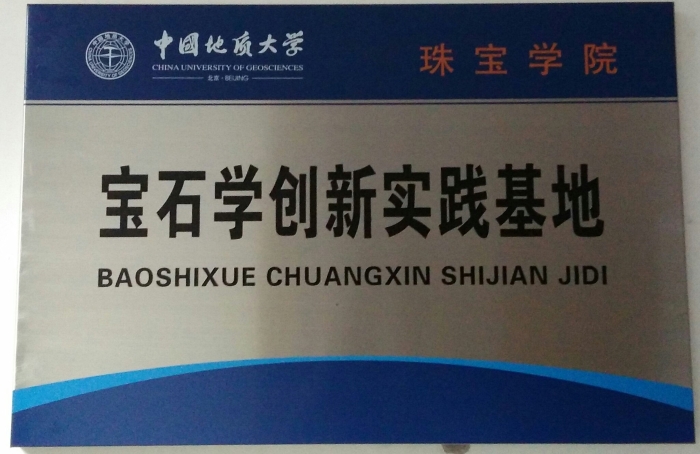 中國地质大学
CHINA UNIVERSITY OF GEOSCIENCES
北京·BEIJING
珠宝学院
宝石学创新实践基地
BAOSHIXUE CHUANGXIN SHIJIAN JIDI